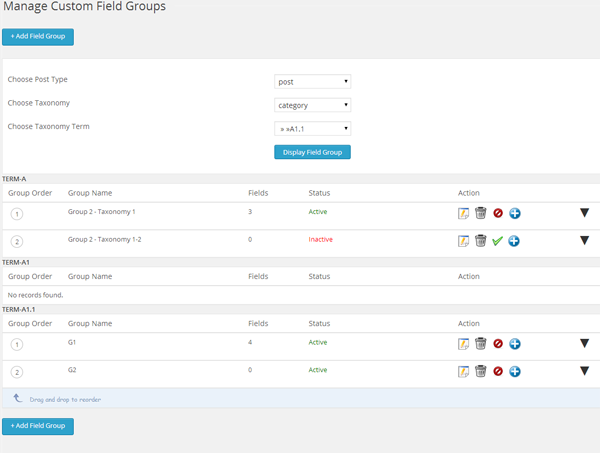 Manage Custom Field Groups
+ Add Field Group
Choose Post Type post
Choose Taxonomy category
Choose Taxonomy Term » »A1.1
Display Field Group
TERM-A
Group Order Group Name Fields Status Action
1 Group 2 - Taxonomy 1 3 Active
2 Group 2 - Taxonomy 1-2 0 Inactive
TERM-A1
Group Order Group Name Fields Status Action
No records found.
TERM-A1.1
Group Order Group Name Fields Status Action
1 G1 4 Active
2 G2 0 Active
Drag and drop to reorder
+ Add Field Group